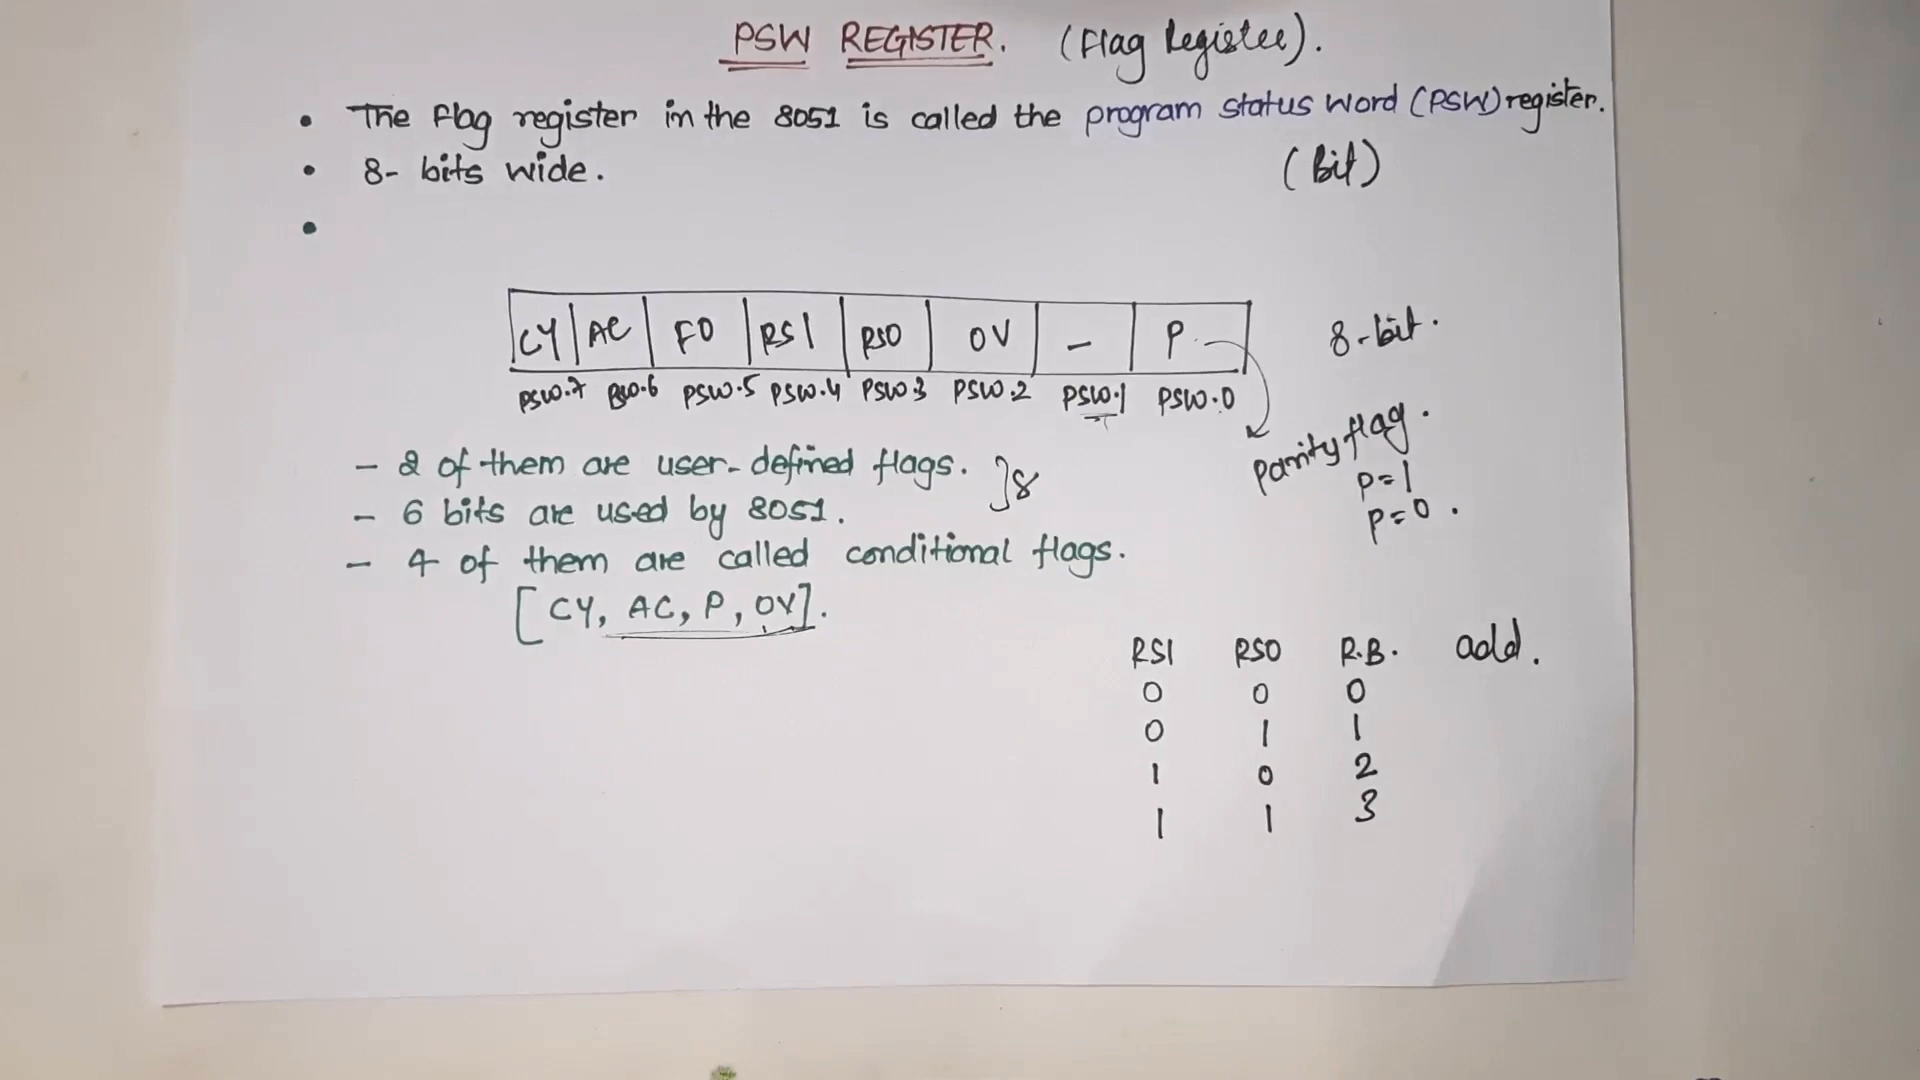 PSW REGISTER. (Flag Register).
• The flag register in the 8051 is called the program status word (PSW) register.
• 8- bits wide. (Bit)
•
CY AC F0 RS1 RS0 OV - P
PSW.7 PSW.6 PSW.5 PSW.4 PSW.3 PSW.2 PSW.1 PSW.0
8-bit.
parity flag.
P=1
P=0.
- 2 of them are user-defined flags. ]8
- 6 bits are used by 8051.
- 4 of them are called conditional flags.
[CY, AC, P, OV].
RS1 RS0 R.B. add.
0 0 0
0 1 1
1 0 2
1 1 3